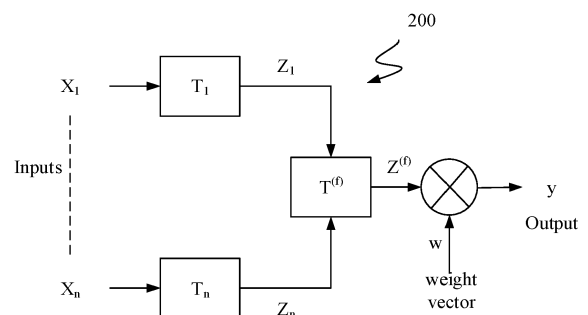 200
X1
T1
Z1
Inputs
T(f)
Z(f)
y
Output
w
weight
vector
Xn
Tn
Zn